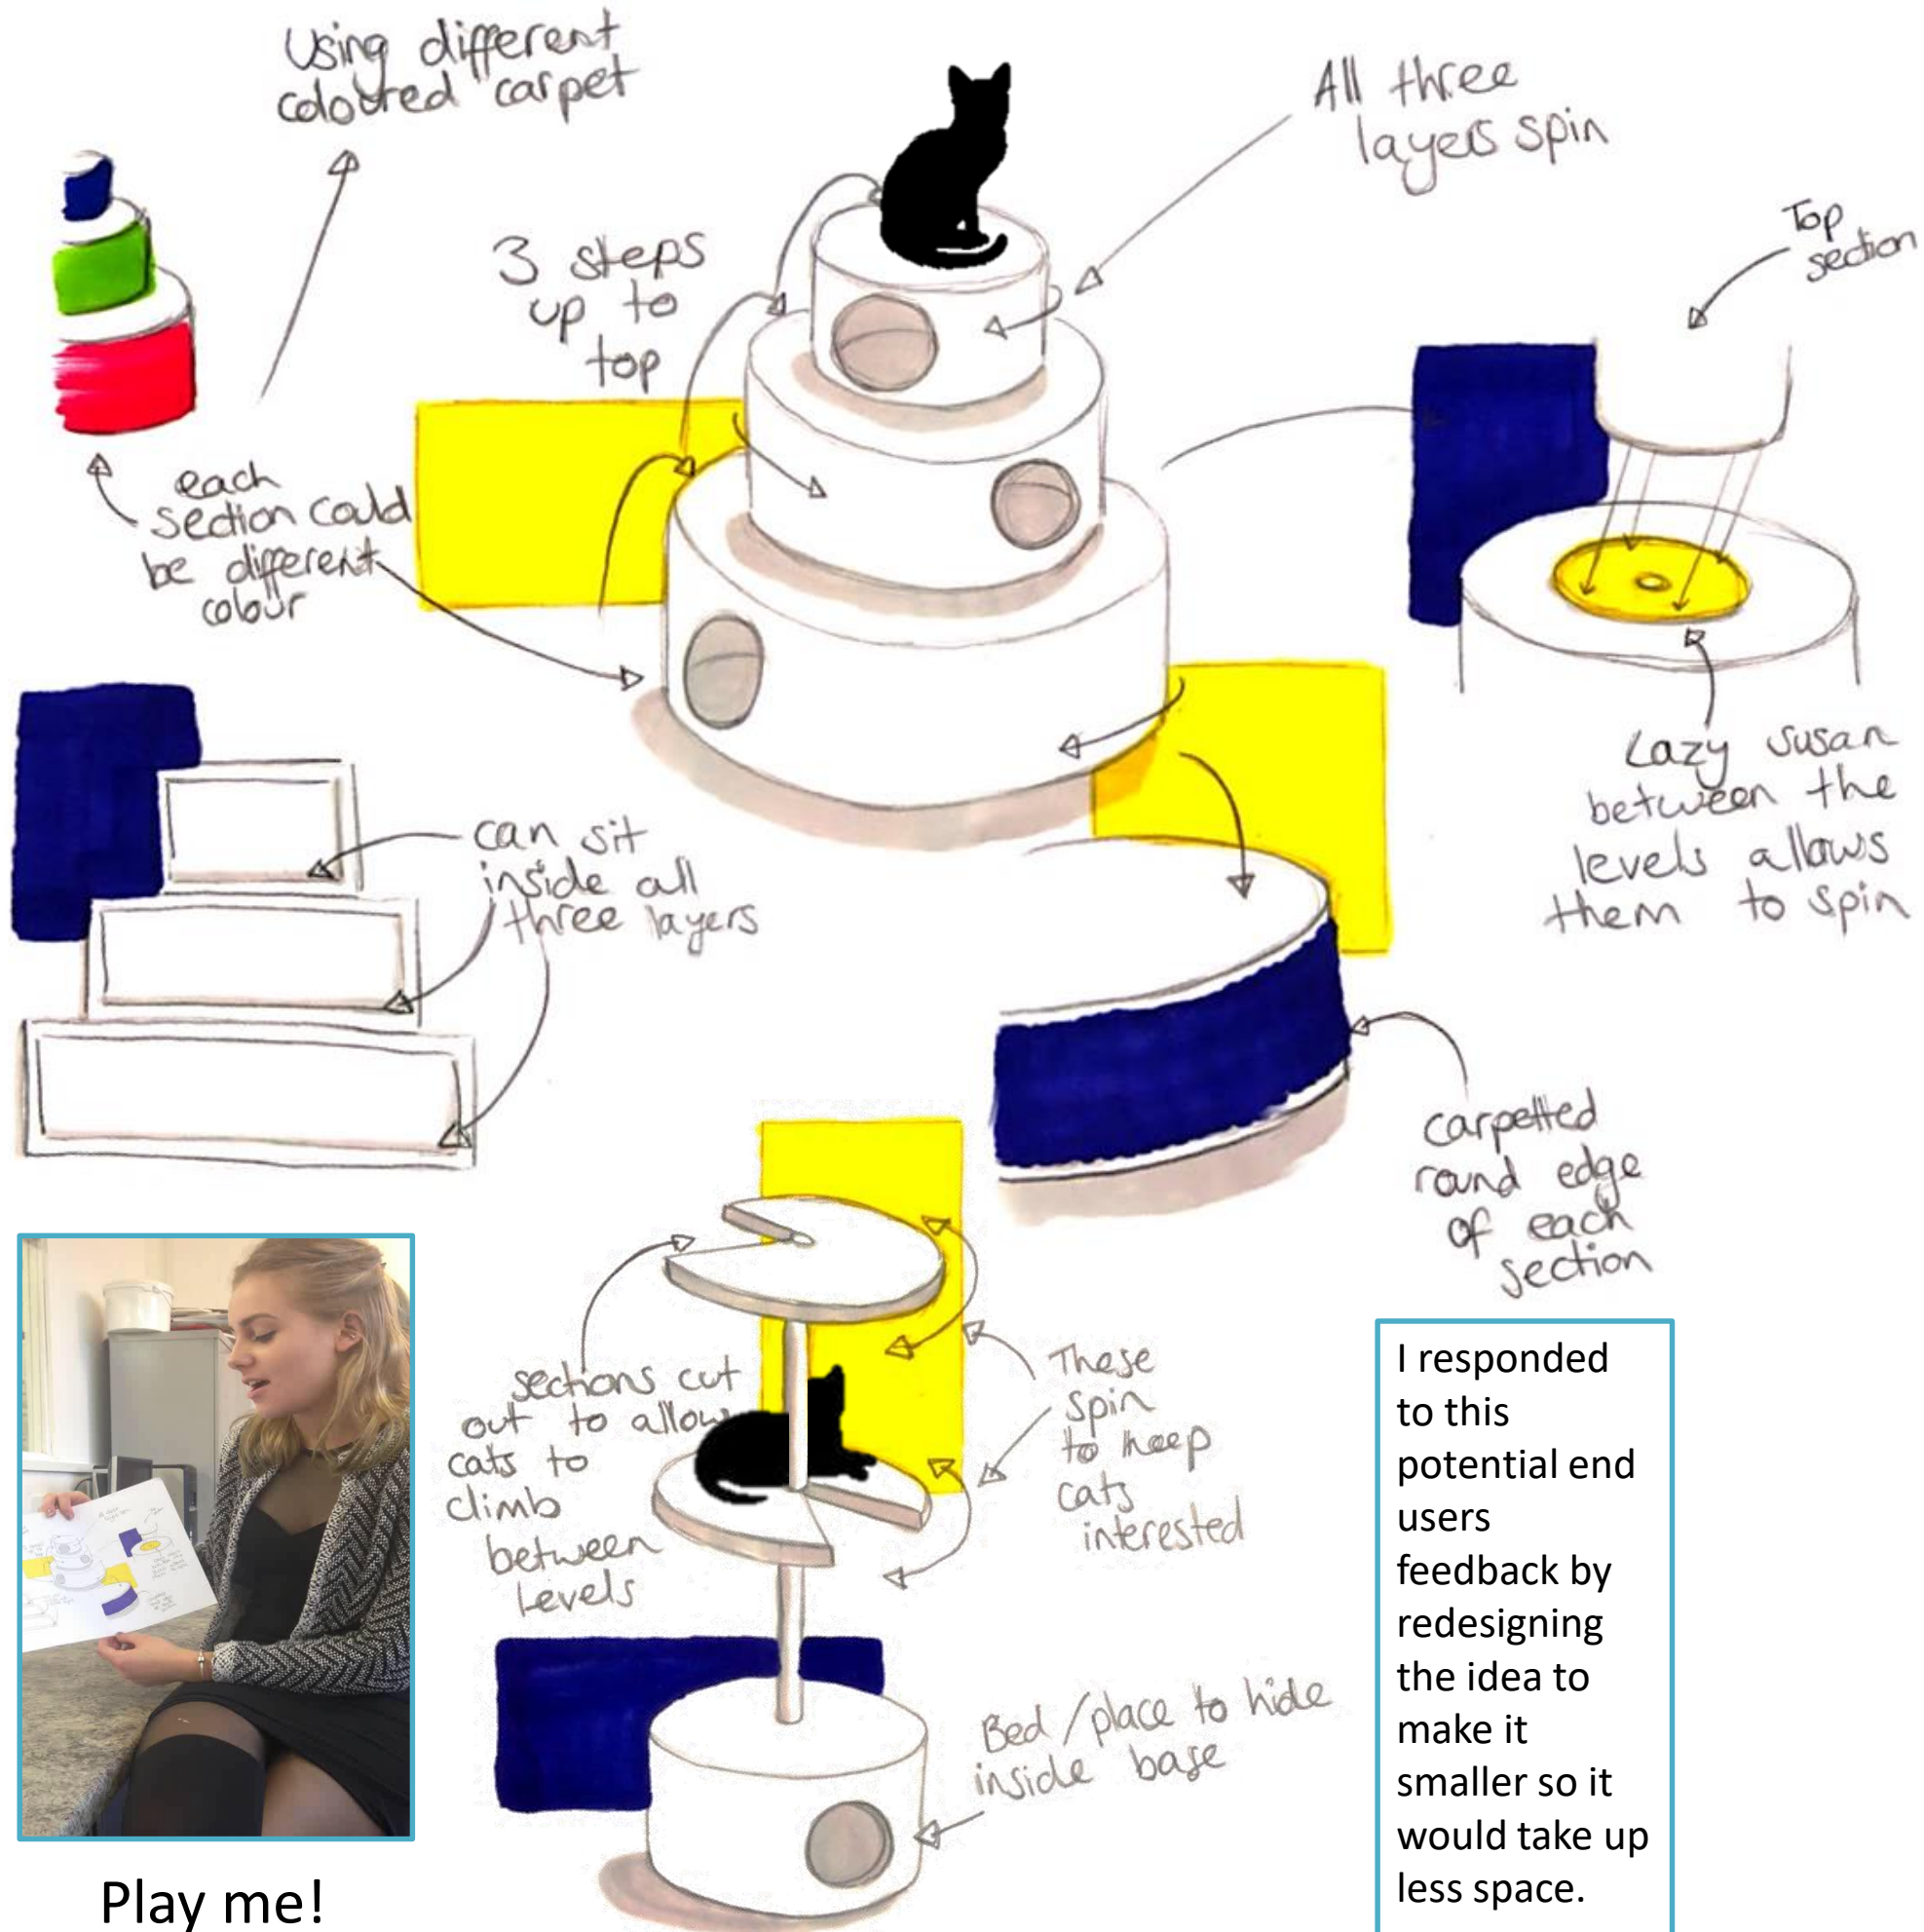 Using different
coloured carpet
All three
layers spin
Top
section
3 steps
up to
top
each
section could
be different
colour
Lazy Susan
between the
levels allows
them to spin
can sit
inside all
three layers
carpetted
round edge
of each
section
sections cut
out to allow
cats to
climb
between
levels
These
spin
to keep
cats
interested
Bed/place to hide
inside base
I responded
to this
potential end
users
feedback by
redesigning
the idea to
make it
smaller so it
would take up
less space.
Play me!